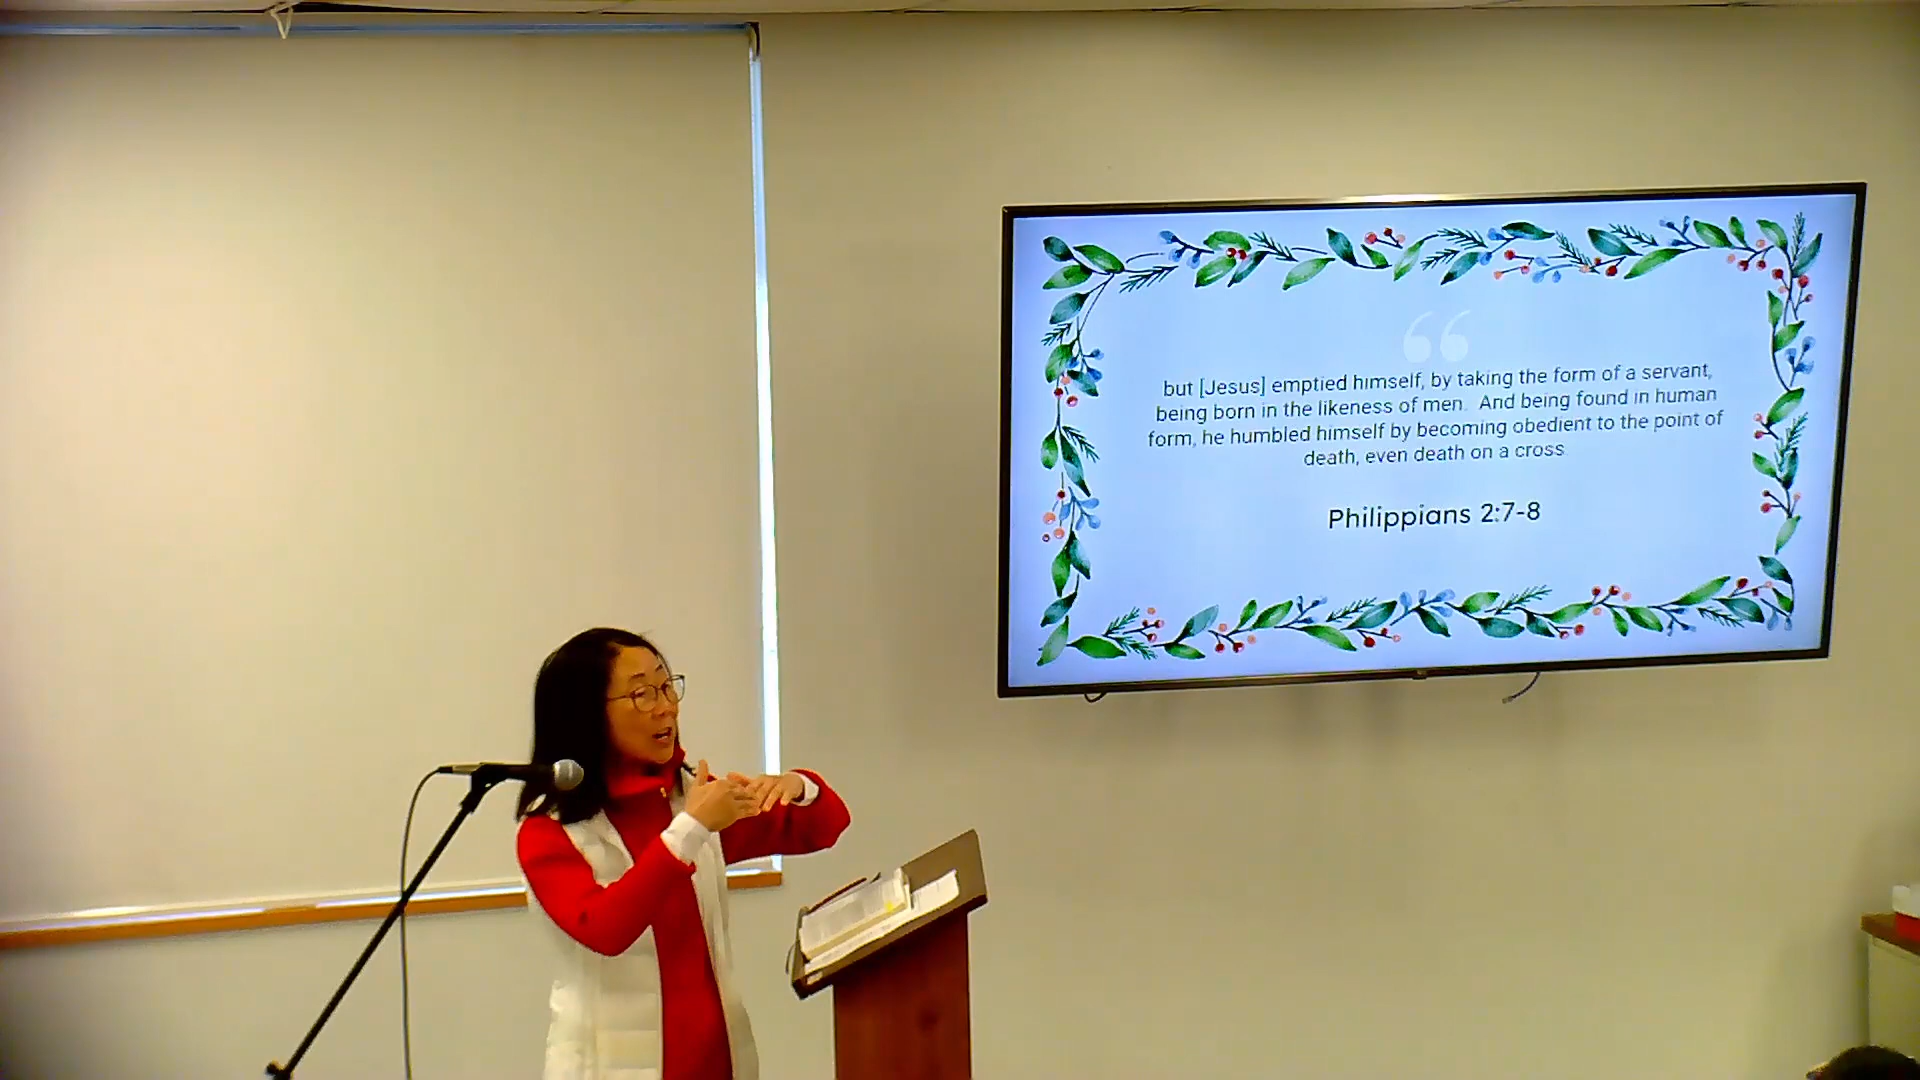 but [Jesus] emptied himself, by taking the form of a servant,
being born in the likeness of men. And being found in human
form, he humbled himself by becoming obedient to the point of
death, even death on a cross
Philippians 2:7-8